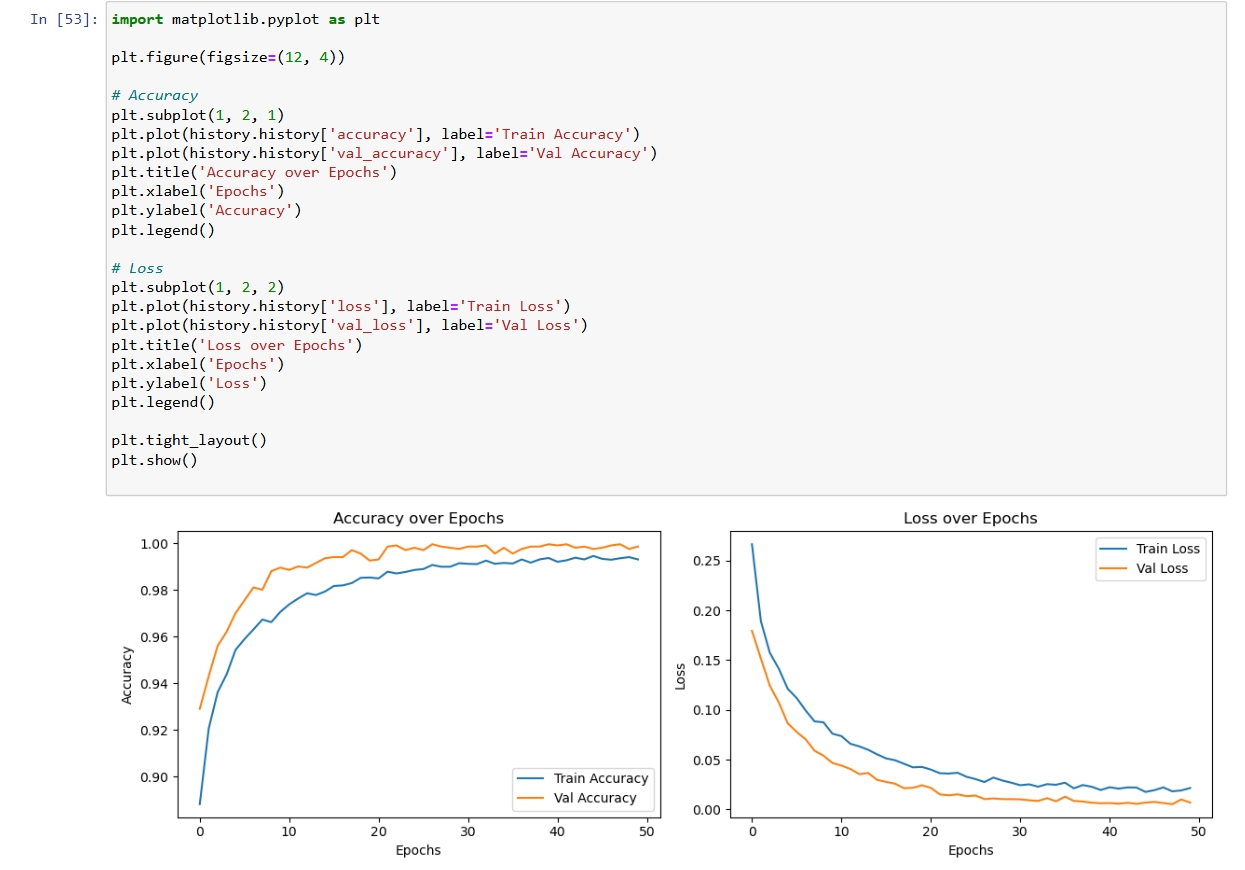 In [53]: import matplotlib.pyplot as plt
plt.figure(figsize=(12, 4))
# Accuracy
plt.subplot(1, 2, 1)
plt.plot(history.history['accuracy'], label='Train Accuracy')
plt.plot(history.history['val_accuracy'], label='Val Accuracy')
plt.title('Accuracy over Epochs')
plt.xlabel('Epochs')
plt.ylabel('Accuracy')
plt.legend()
# Loss
plt.subplot(1, 2, 2)
plt.plot(history.history['loss'], label='Train Loss')
plt.plot(history.history['val_loss'], label='Val Loss')
plt.title('Loss over Epochs')
plt.xlabel('Epochs')
plt.ylabel('Loss')
plt.legend()
plt.tight_layout()
plt.show()
Accuracy over Epochs
Accuracy
1.00
0.98
0.96
0.94
0.92
0.90
Train Accuracy
Val Accuracy
0 10 20 30 40 50
Epochs
Loss over Epochs
Loss
0.25
0.20
0.15
0.10
0.05
0.00
Train Loss
Val Loss
0 10 20 30 40 50
Epochs